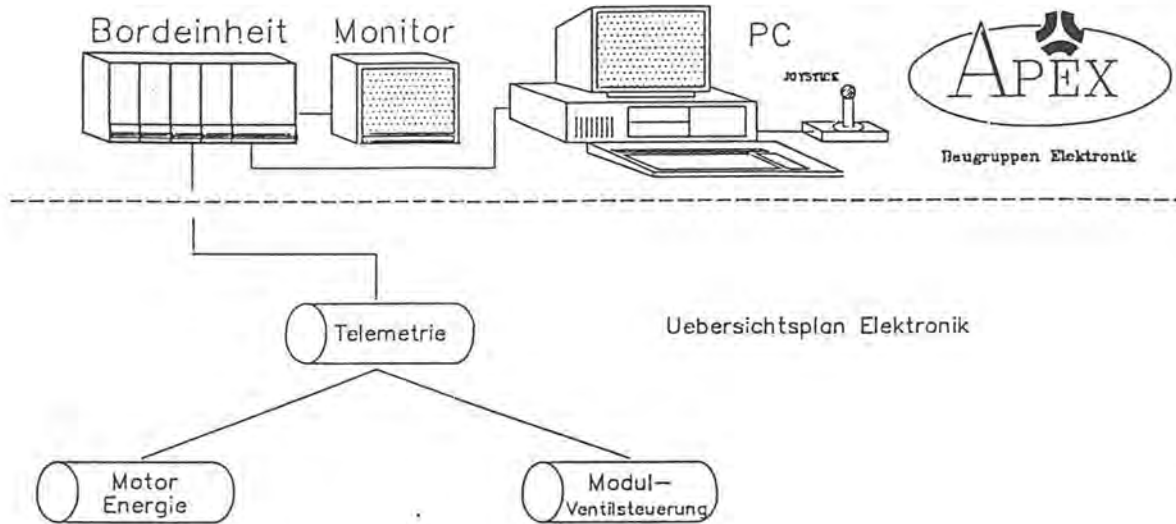 Bordeinheit
Monitor
PC
JOYSTICK
APEX
Baugruppen Elektronik
Telemetrie
Uebersichtsplan Elektronik
Motor
Energie
Modul-
Ventilsteuerung